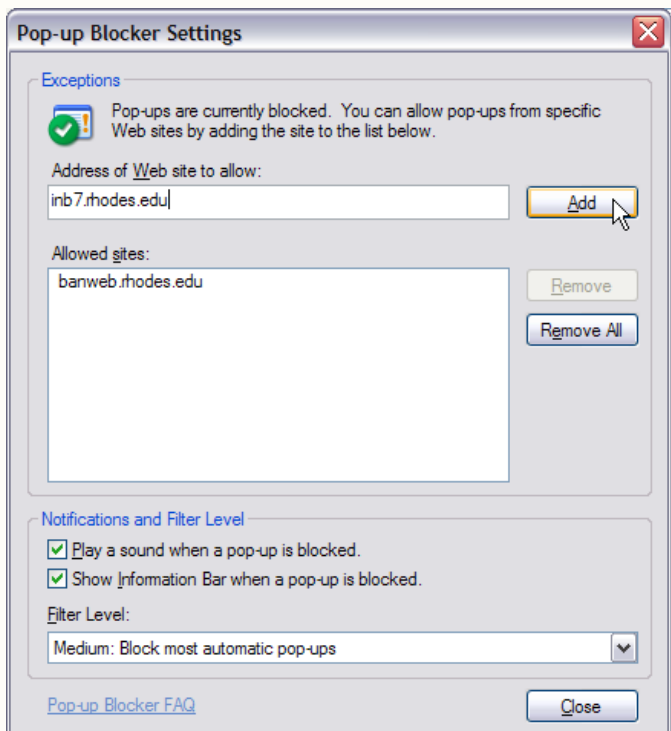 Pop-up Blocker Settings
Exceptions
Pop-ups are currently blocked. You can allow pop-ups from specific
Web sites by adding the site to the list below.
Address of Web site to allow:
inb7.rhodes.edu
Add
Allowed sites:
banweb.rhodes.edu
Remove
Remove All
Notifications and Filter Level
Play a sound when a pop-up is blocked.
Show Information Bar when a pop-up is blocked.
Filter Level:
Medium: Block most automatic pop-ups
Pop-up Blocker FAQ
Close